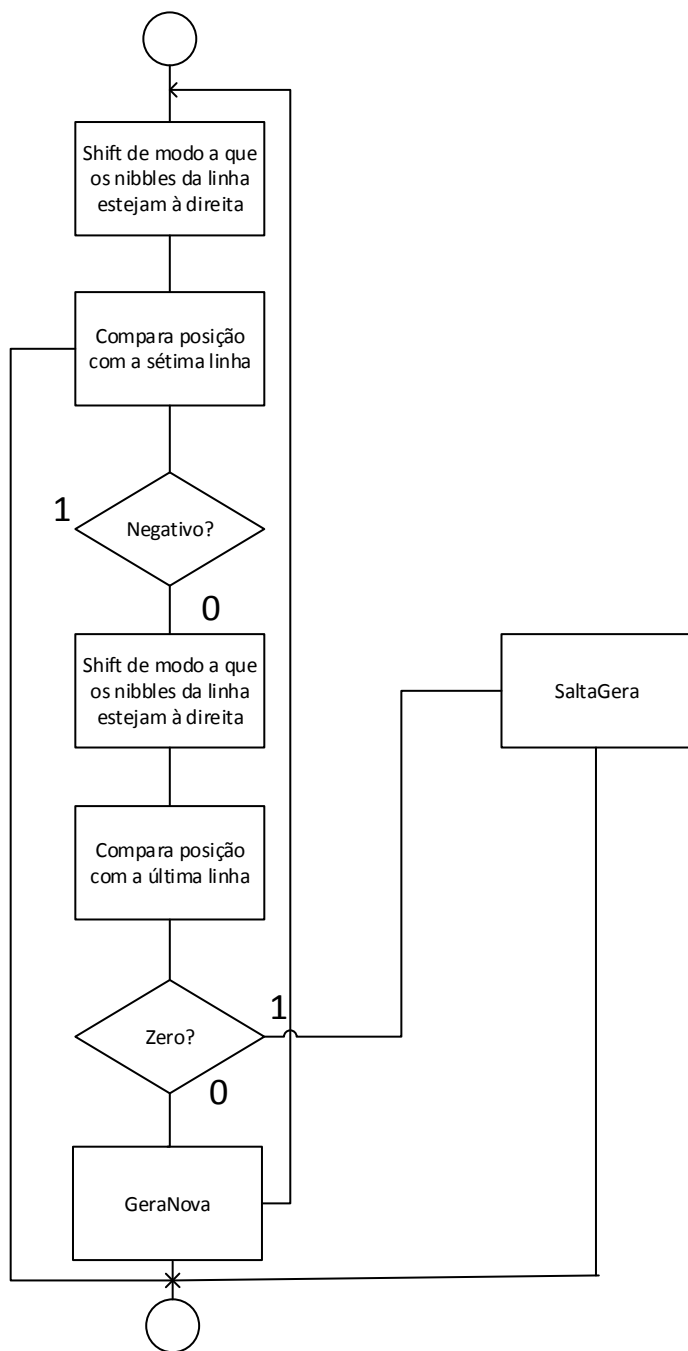 Shift de modo a que
os nibbles da linha
estejam à direita
Compara posição
com a sétima linha
1
Negativo?
0
Shift de modo a que
os nibbles da linha
estejam à direita
SaltaGera
Compara posição
com a última linha
1
Zero?
0
GeraNova